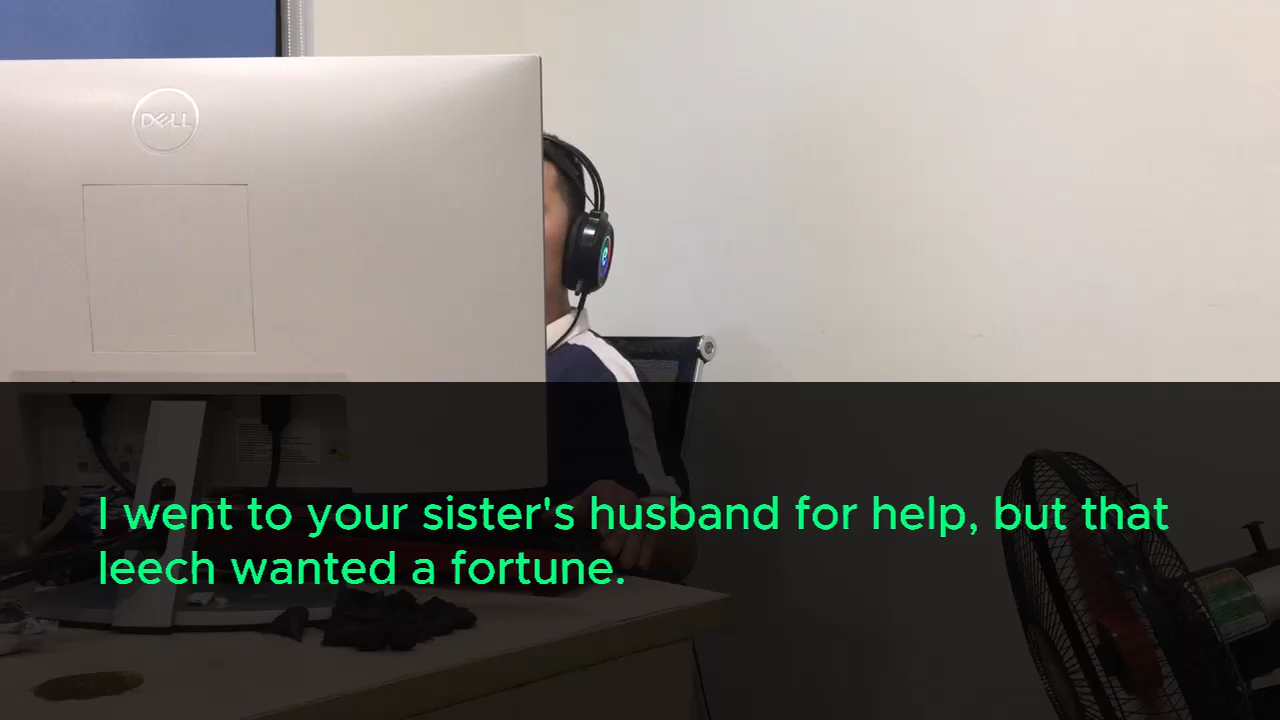 DELL
I went to your sister's husband for help, but that
leech wanted a fortune.